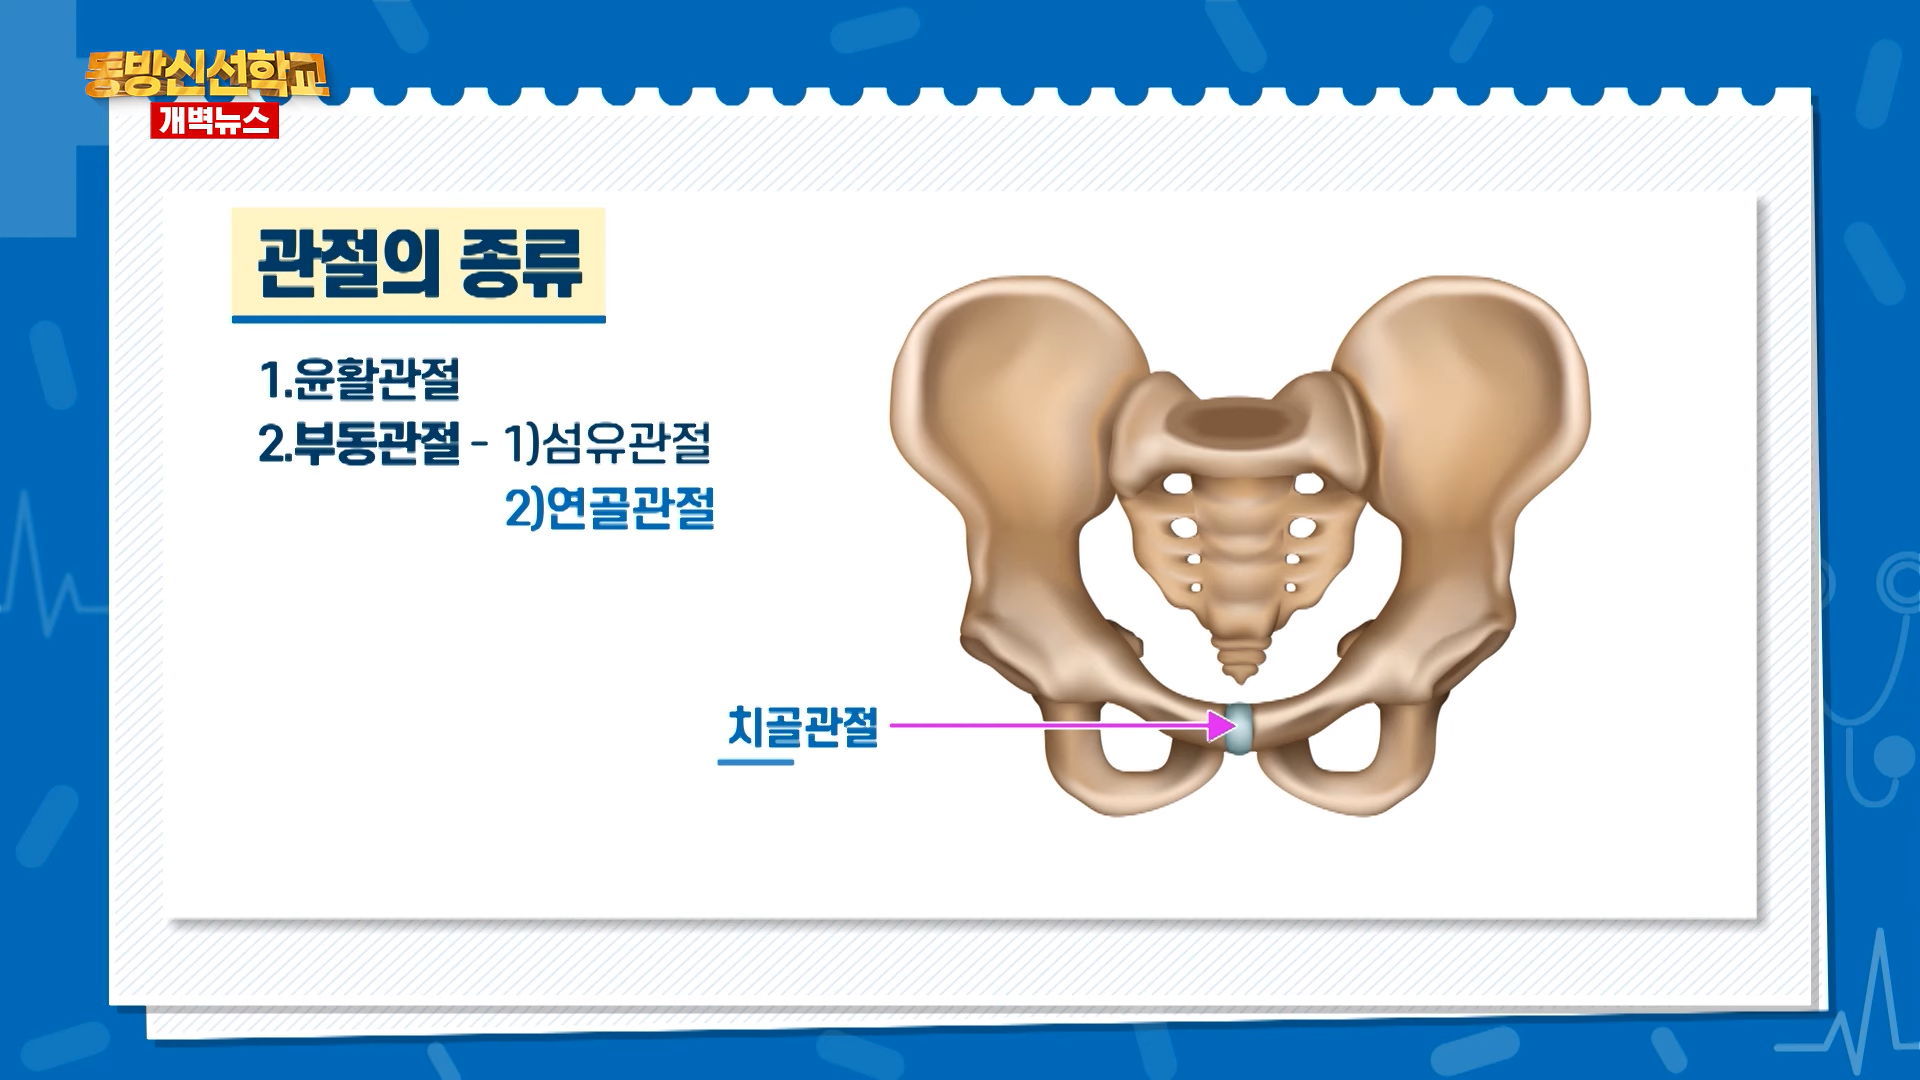 동방신선학교
개벽뉴스
관절의 종류
1.윤활관절
2.부동관절 - 1)섬유관절
2)연골관절
치골관절